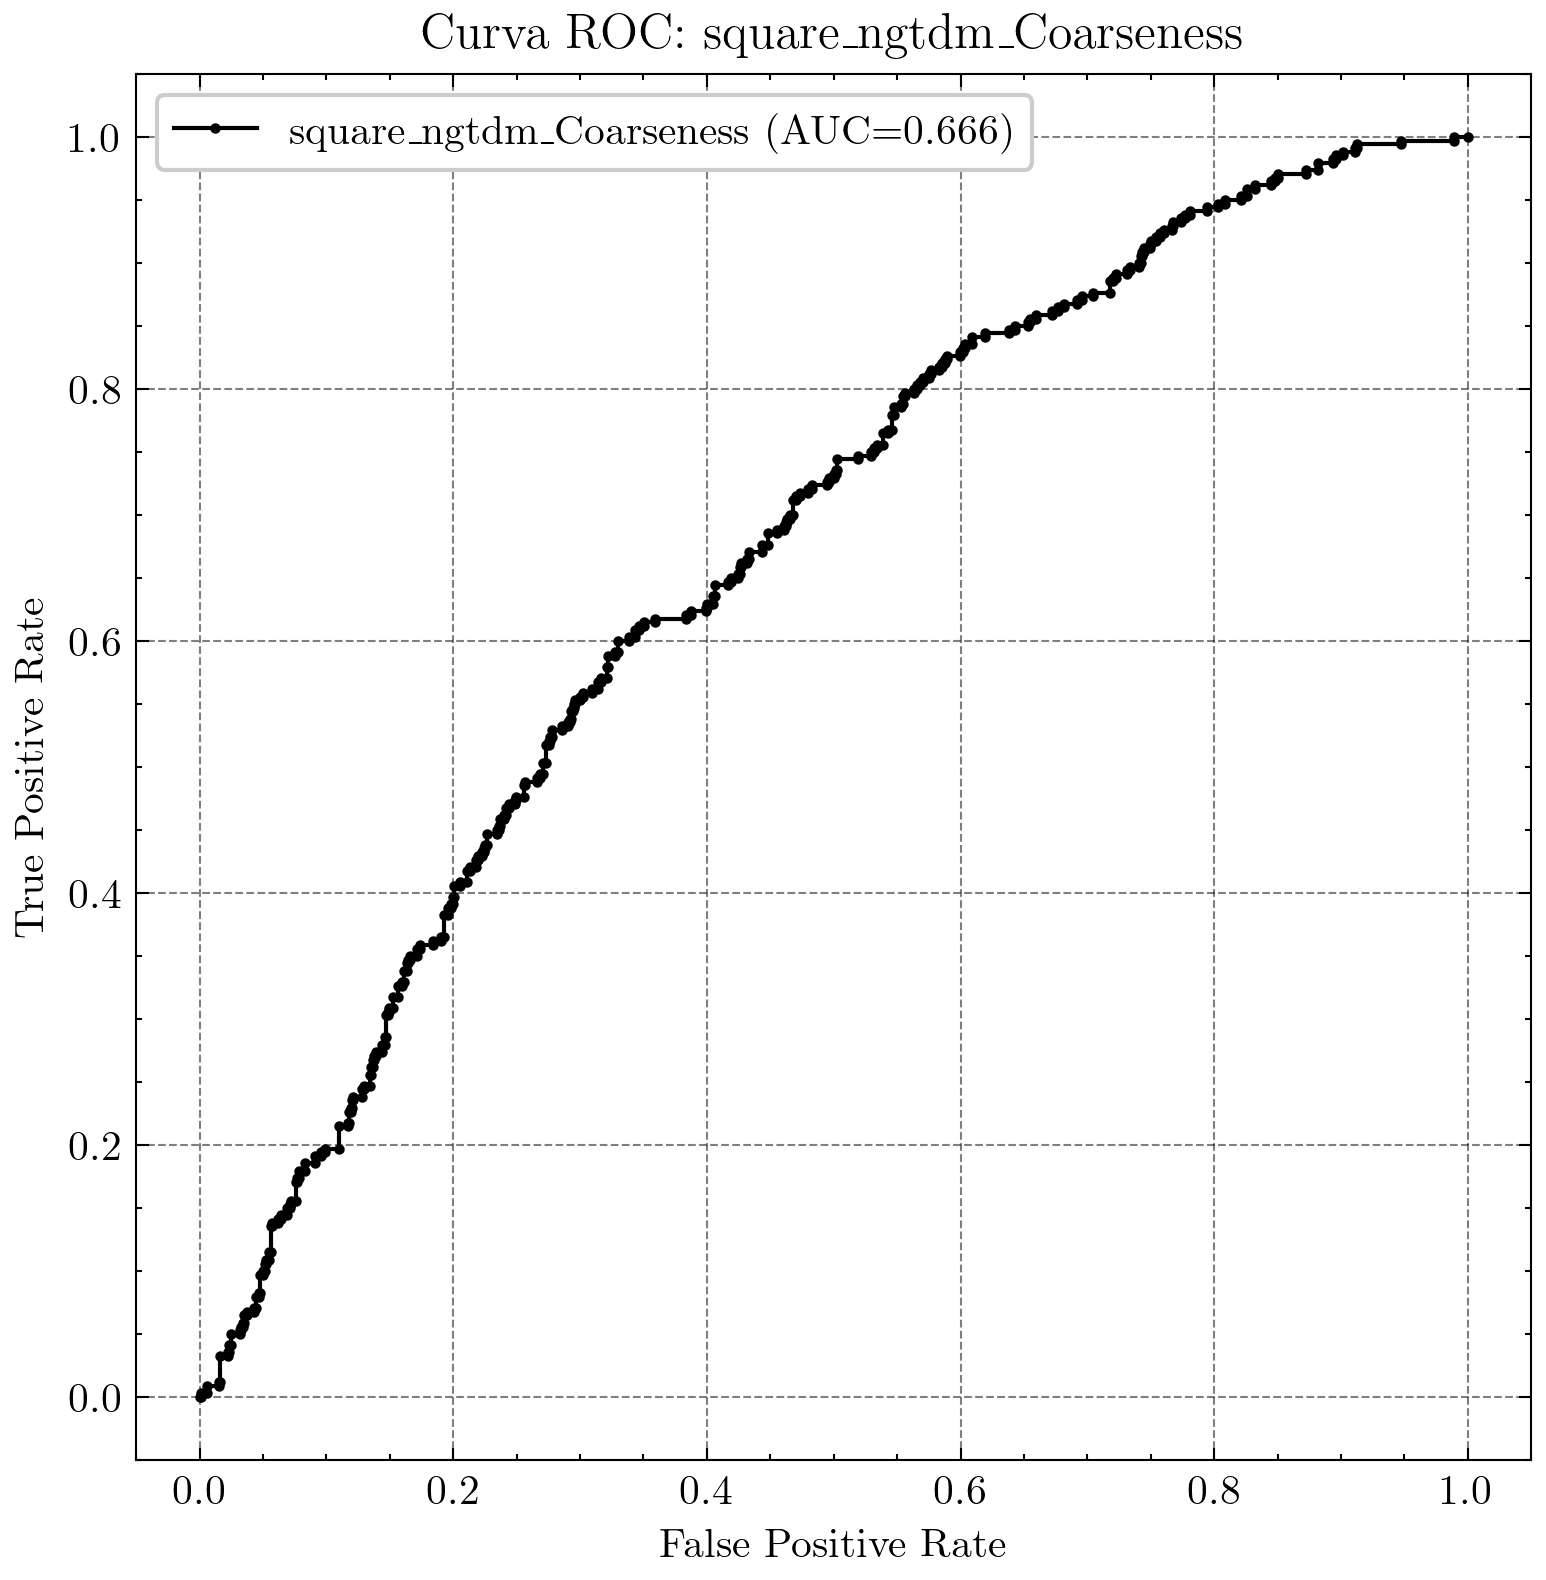 Curva ROC: square_ngtdm_Coarseness
square_ngtdm_Coarseness (AUC=0.666)
1.0
0.8
0.6
0.4
0.2
0.0
True Positive Rate
0.0 0.2 0.4 0.6 0.8 1.0
False Positive Rate